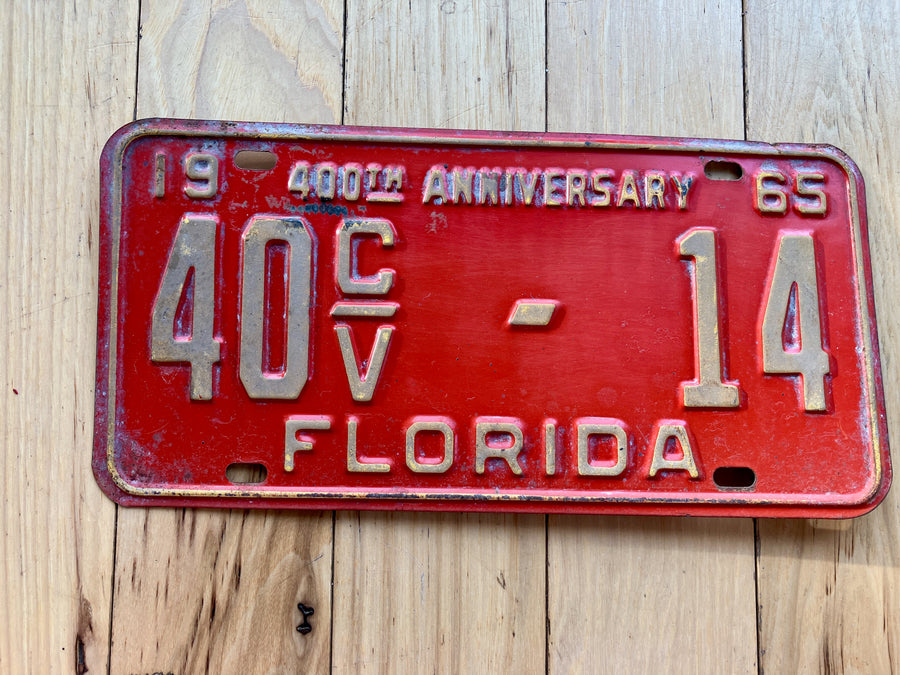 19 400TH ANNIVERSARY 65
40 C/V - 14
FLORIDA